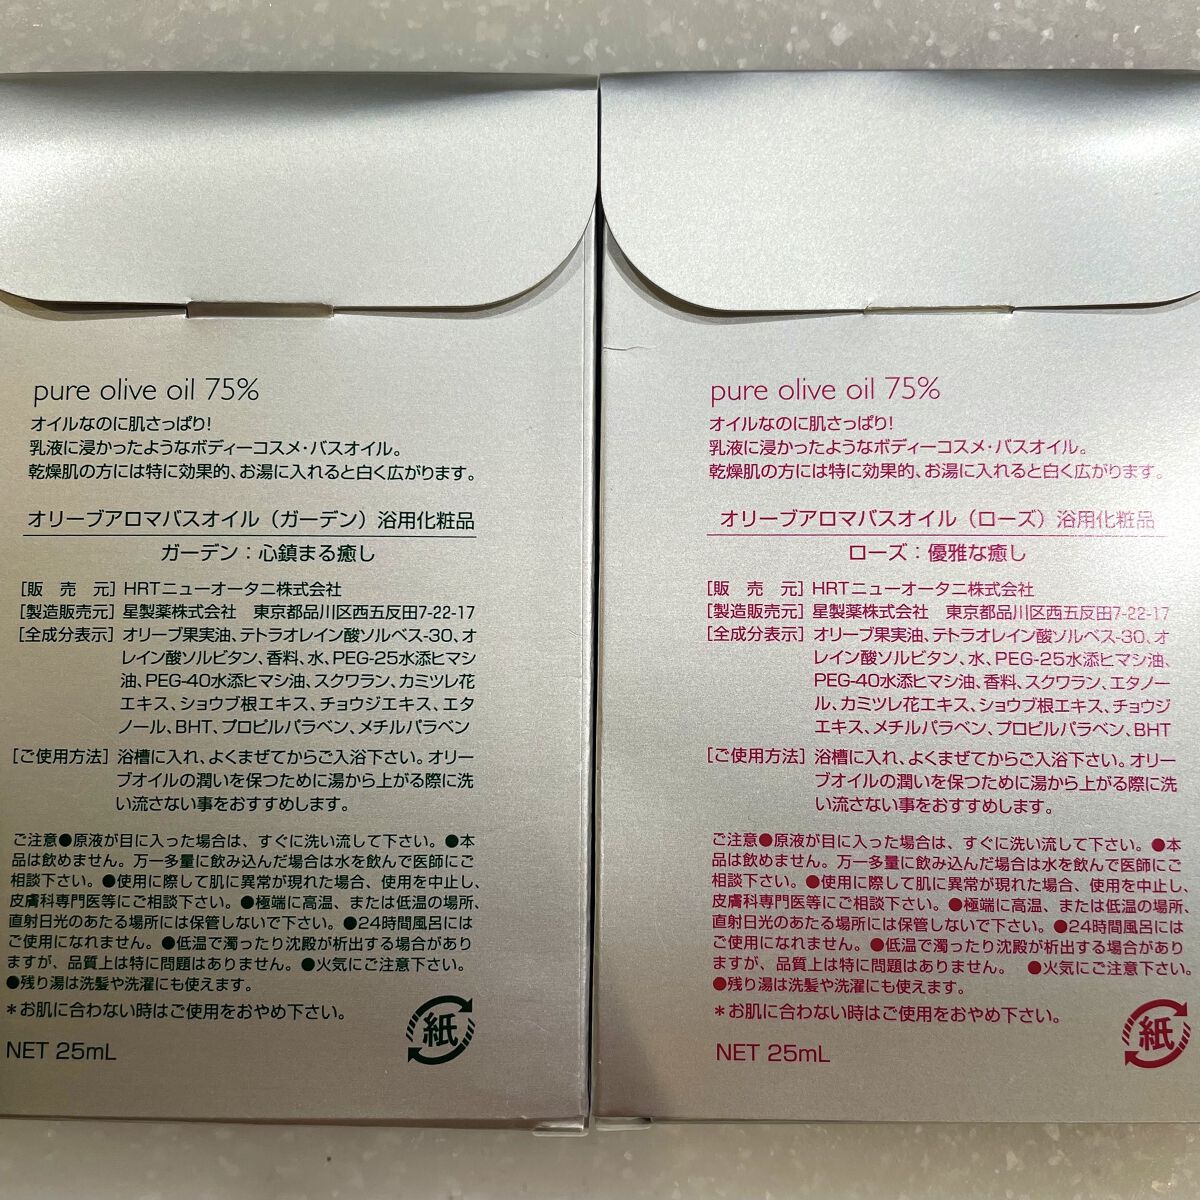 pure olive oil 75%
オイルなのに肌さっぱり!
乳液に浸かったようなボディーコスメ・バスオイル。
乾燥肌の方には特に効果的、お湯に入れると白く広がります。
オリーブアロマバスオイル（ガーデン）浴用化粧品
ガーデン：心鎮まる癒し
［販　売　元］HRTニューオータニ株式会社
［製造販売元］星製薬株式会社　東京都品川区西五反田7-22-17
［全成分表示］オリーブ果実油、テトラオレイン酸ソルベス-30、オ
レイン酸ソルビタン、香料、水、PEG-25水添ヒマシ
油、PEG-40水添ヒマシ油、スクワラン、カミツレ花
エキス、ショウブ根エキス、チョウジエキス、エタ
ノール、BHT、プロピルパラベン、メチルパラベン
［ご使用方法］浴槽に入れ、よくまぜてからご入浴下さい。オリー
ブオイルの潤いを保つために湯から上がる際に洗
い流さない事をおすすめします。
ご注意●原液が目に入った場合は、すぐに洗い流して下さい。●本
品は飲めません。万一多量に飲み込んだ場合は水を飲んで医師にご
相談下さい。●使用に際して肌に異常が現れた場合、使用を中止し、
皮膚科専門医等にご相談下さい。●極端に高温、または低温の場所、
直射日光のあたる場所には保管しないで下さい。●24時間風呂には
ご使用になれません。●低温で濁ったり沈殿が析出する場合があり
ますが、品質上は特に問題はありません。●火気にご注意下さい。
●残り湯は洗髪や洗濯にも使えます。
＊お肌に合わない時はご使用をおやめ下さい。
紙
NET 25mL
pure olive oil 75%
オイルなのに肌さっぱり!
乳液に浸かったようなボディーコスメ・バスオイル。
乾燥肌の方には特に効果的、お湯に入れると白く広がります。
オリーブアロマバスオイル（ローズ）浴用化粧品
ローズ：優雅な癒し
［販　売　元］HRTニューオータニ株式会社
［製造販売元］星製薬株式会社　東京都品川区西五反田7-22-17
［全成分表示］オリーブ果実油、テトラオレイン酸ソルベス-30、オ
レイン酸ソルビタン、水、PEG-25水添ヒマシ油、
PEG-40水添ヒマシ油、香料、スクワラン、エタノー
ル、カミツレ花エキス、ショウブ根エキス、チョウジ
エキス、メチルパラベン、プロピルパラベン、BHT
［ご使用方法］浴槽に入れ、よくまぜてからご入浴下さい。オリー
ブオイルの潤いを保つために湯から上がる際に洗
い流さない事をおすすめします。
ご注意●原液が目に入った場合は、すぐに洗い流して下さい。●本
品は飲めません。万一多量に飲み込んだ場合は水を飲んで医師にご
相談下さい。●使用に際して肌に異常が現れた場合、使用を中止し、
皮膚科専門医等にご相談下さい。●極端に高温、または低温の場所、
直射日光のあたる場所には保管しないで下さい。●24時間風呂には
ご使用になれません。●低温で濁ったり沈殿が析出する場合があり
ますが、品質上は特に問題はありません。　●火気にご注意下さい。
●残り湯は洗髪や洗濯にも使えます。
＊お肌に合わない時はご使用をおやめ下さい。
紙
NET 25mL